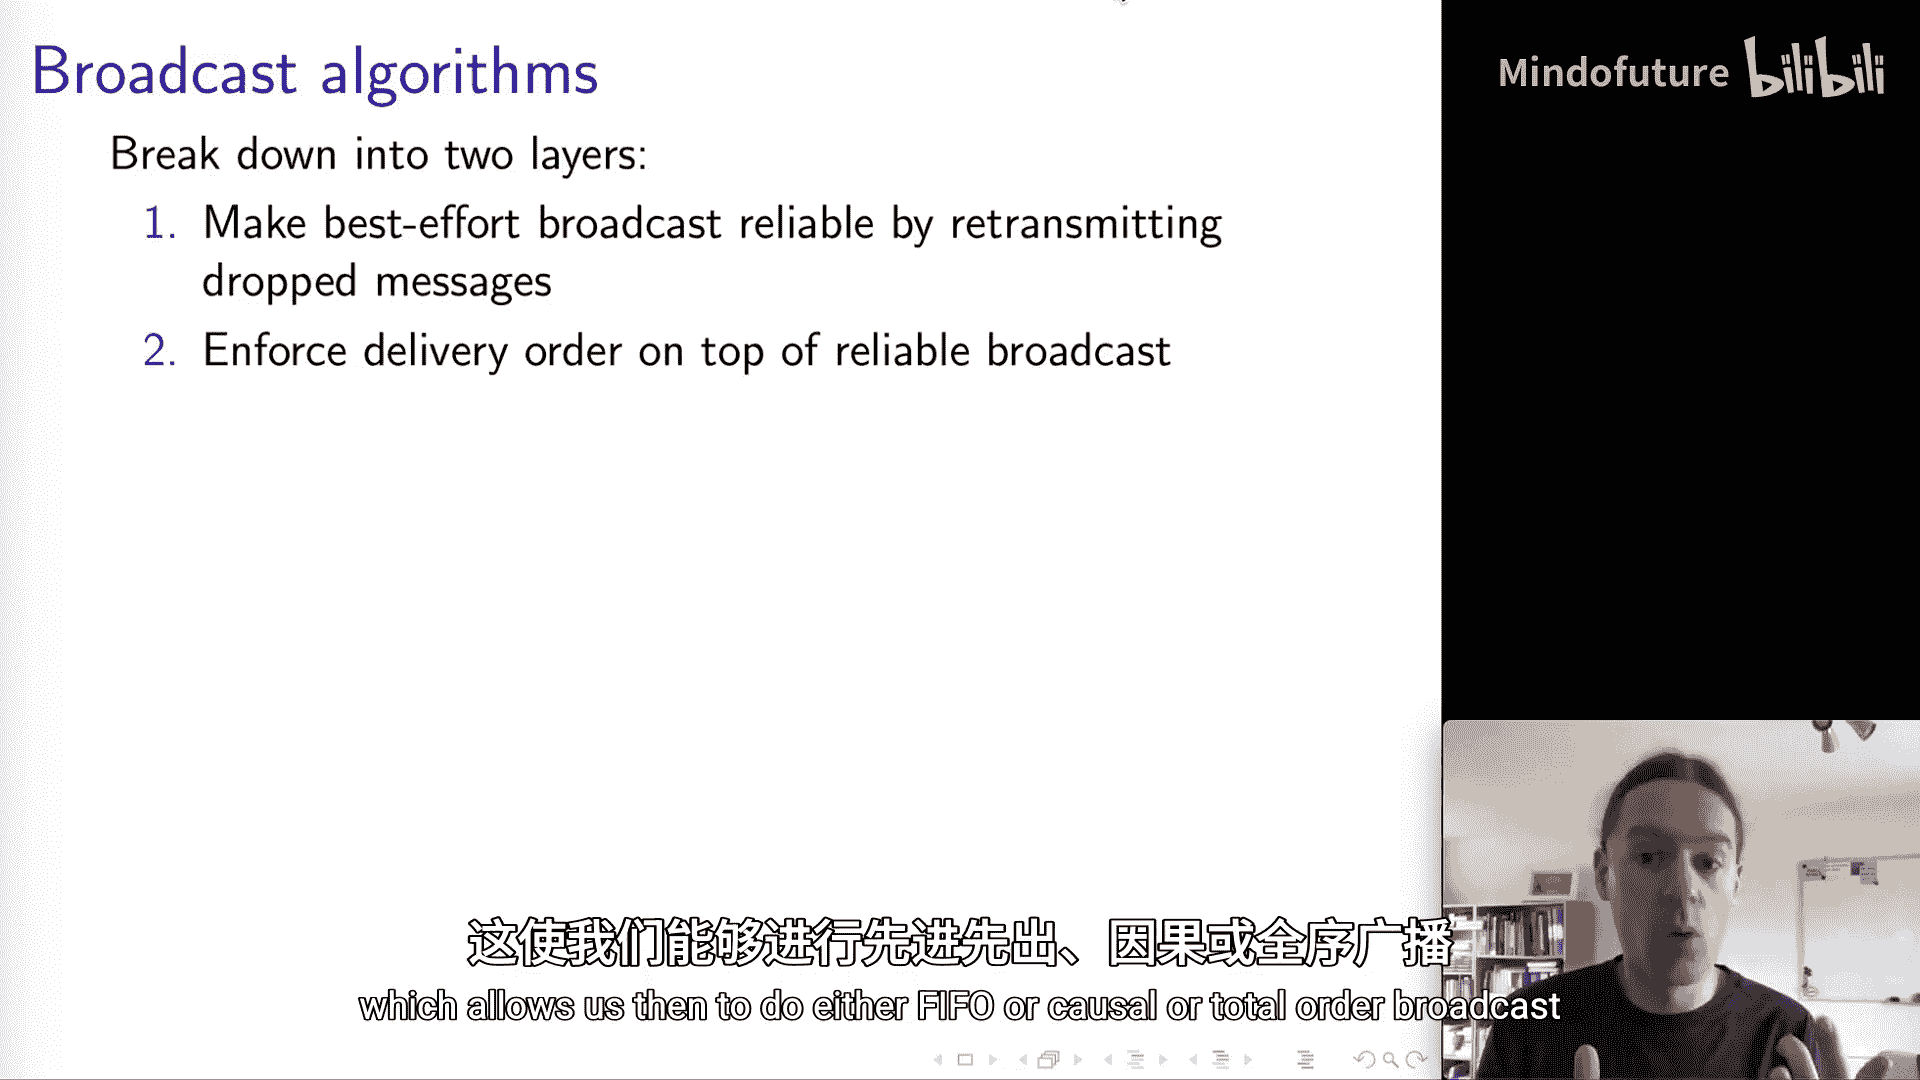 Broadcast algorithms
Mindofuture bilibili
Break down into two layers:
1. Make best-effort broadcast reliable by retransmitting
dropped messages
2. Enforce delivery order on top of reliable broadcast
这使我们能够进行先进先出、因果或全序广播
which allows us then to do either FIFO or causal or total order broadcast